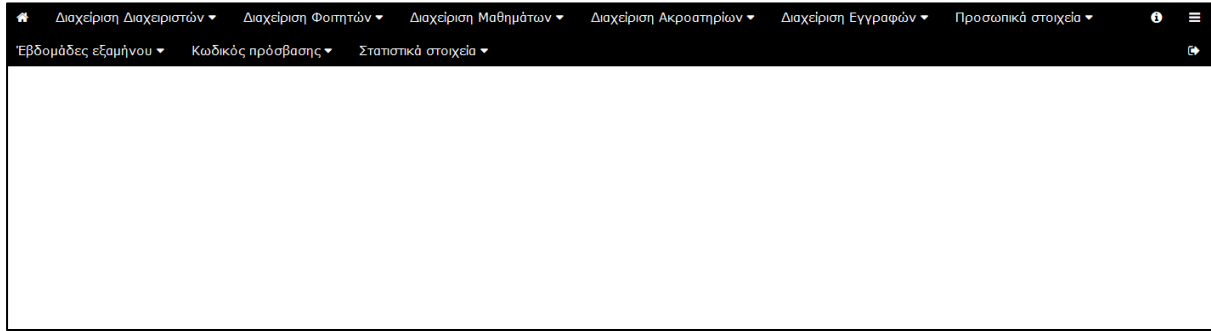 Διαχείριση Διαχειριστών Διαχείριση Φοιτητών Διαχείριση Μαθημάτων Διαχείριση Ακροατηρίων Διαχείριση Εγγραφών Προσωπικά στοιχεία
Έβδομάδες εξαμήνου Κωδικός πρόσβασης Στατιστικά στοιχεία